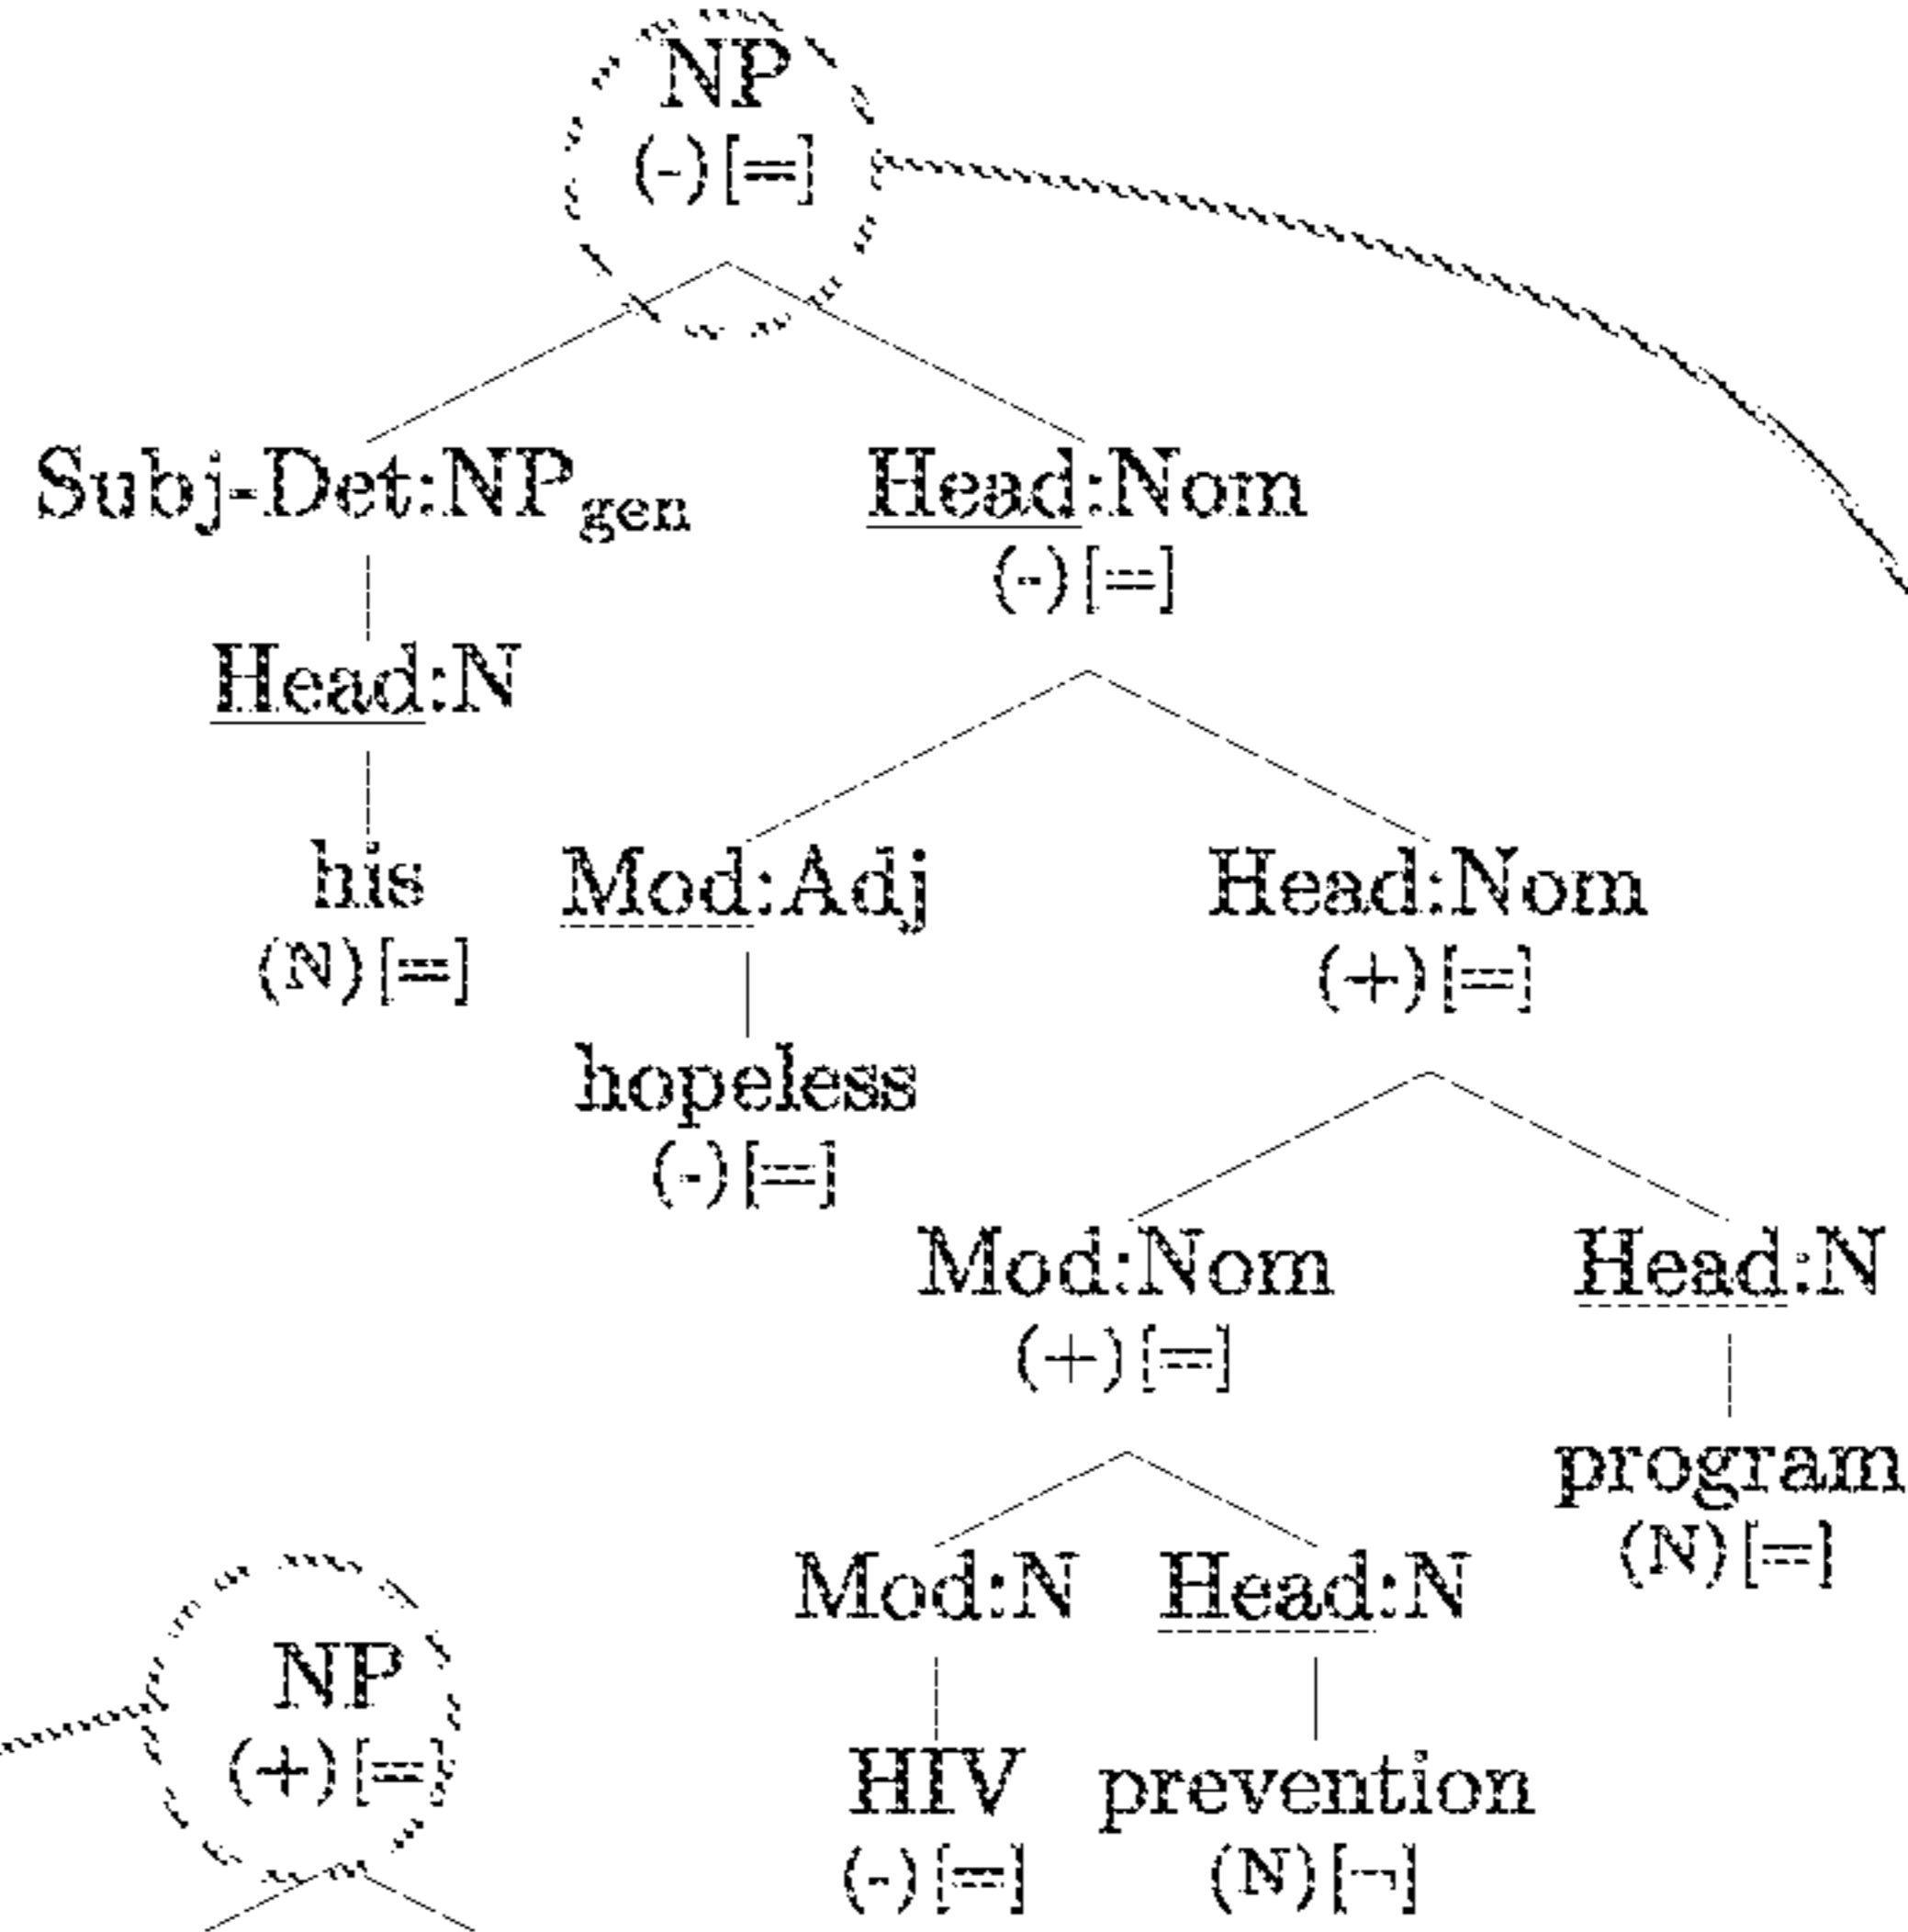 NP
(-)[=]
Subj-Det:NPgen Head:Nom
(-)[=]
Head:N
his Mod:Adj Head:Nom
(N)[=] (+)[=]
hopeless
(-)[=]
Mod:Nom Head:N
(+)[=]
program
(N)[=]
Mod:N Head:N
NP
(+)[=]
HIV prevention
(-)[=] (N)[¬]